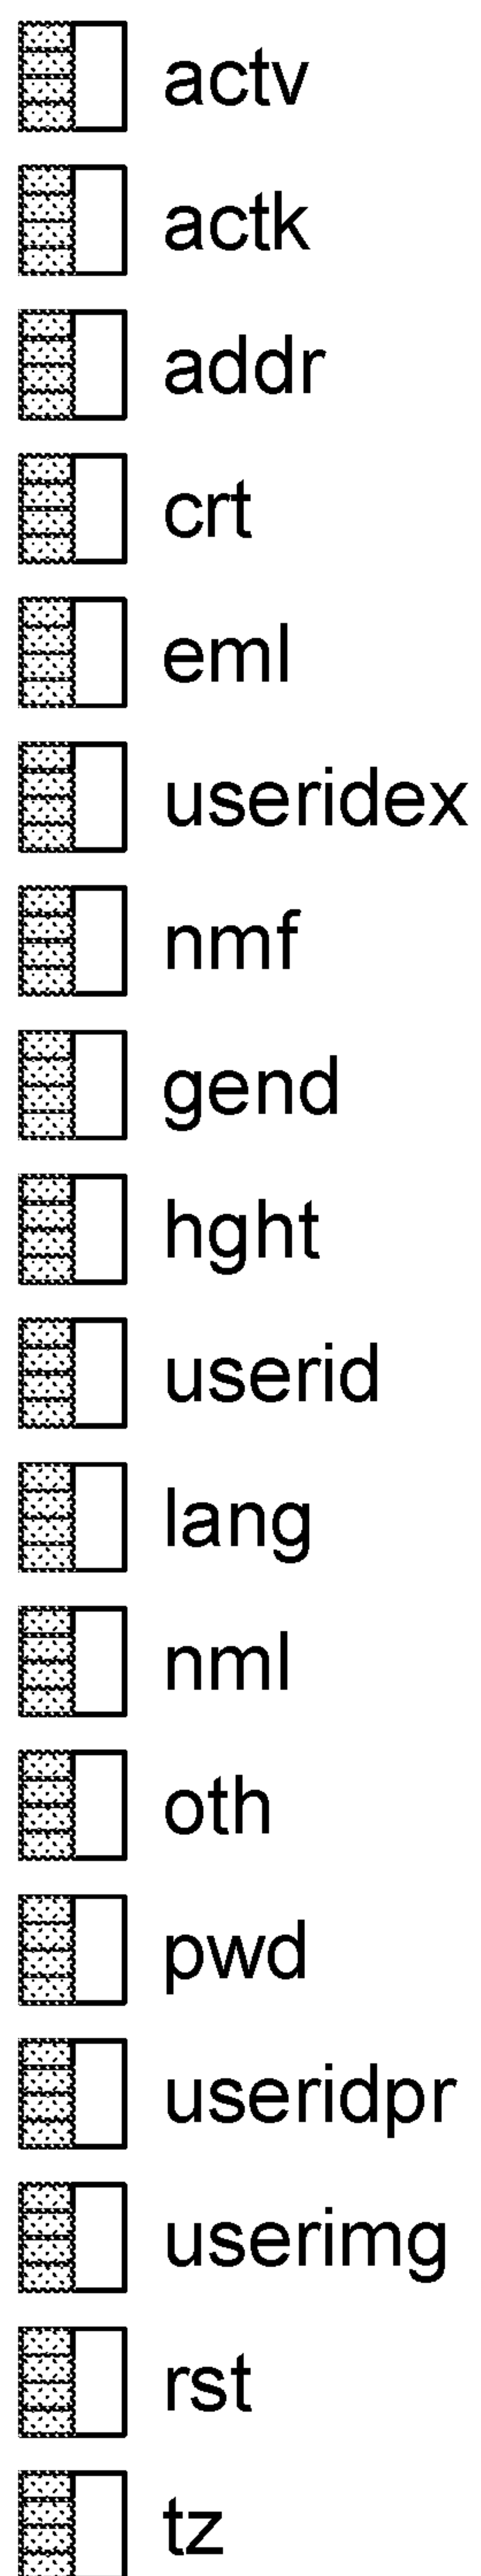 actv
actk
addr
crt
eml
useridex
nmf
gend
hght
userid
lang
nml
oth
pwd
useridpr
userimg
rst
tz